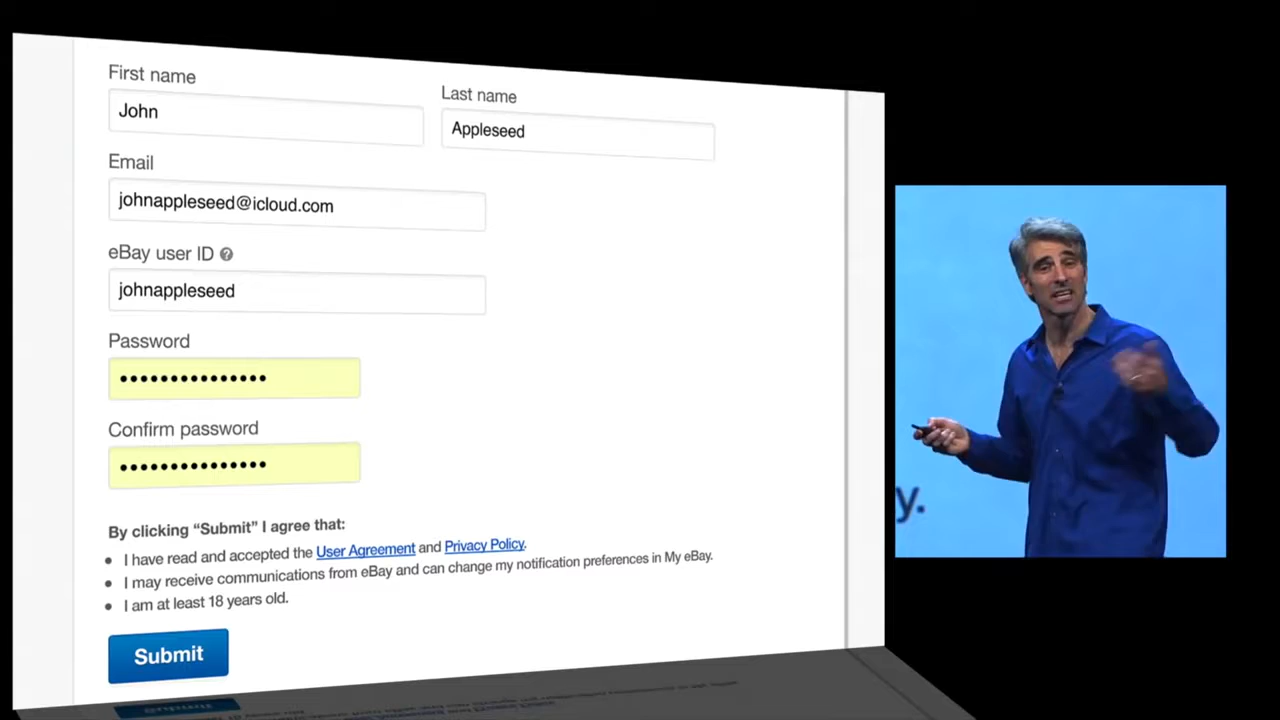 First name
Last name
John
Appleseed
Email
johnappleseed@icloud.com
eBay user ID ?
johnappleseed
Password
•••••••••••••••
Confirm password
•••••••••••••••
By clicking “Submit” I agree that:
• I have read and accepted the User Agreement and Privacy Policy.
• I may receive communications from eBay and can change my notification preferences in My eBay.
• I am at least 18 years old.
Submit
y.